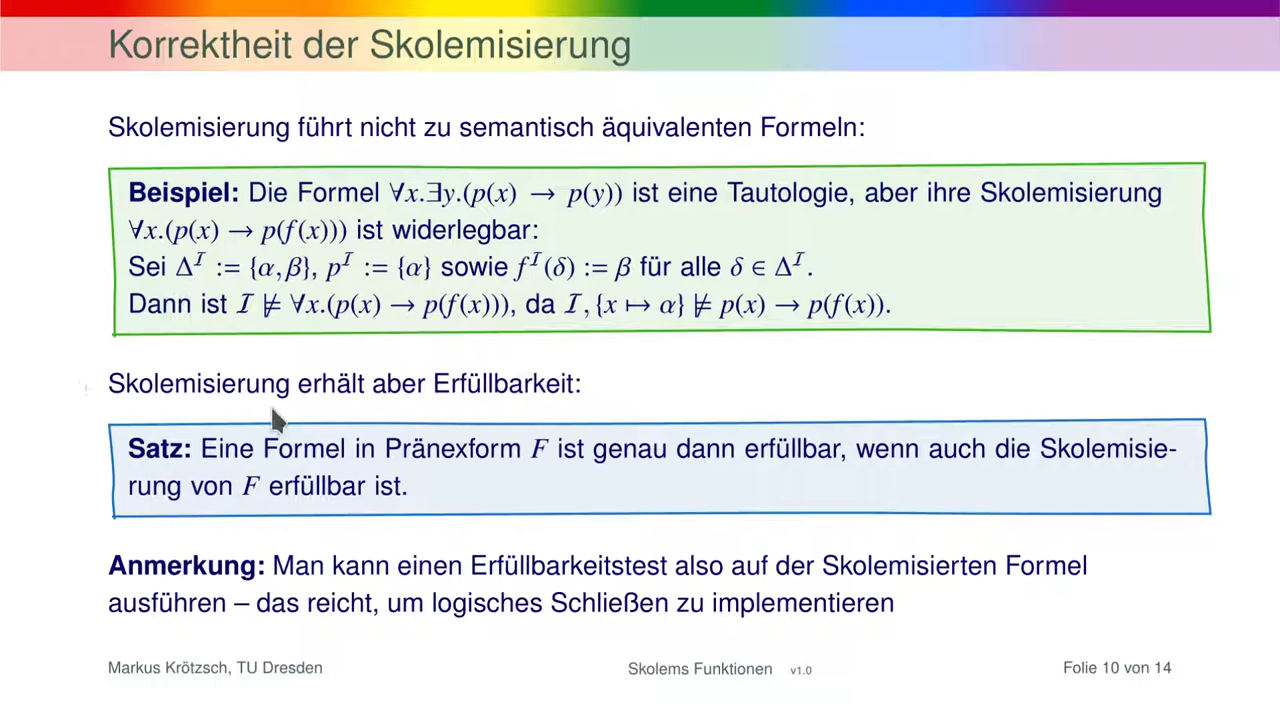 Korrektheit der Skolemisierung
Skolemisierung führt nicht zu semantisch äquivalenten Formeln:
Beispiel: Die Formel ∀x.∃y.(p(x) → p(y)) ist eine Tautologie, aber ihre Skolemisierung
∀x.(p(x) → p(f(x))) ist widerlegbar:
Sei Δ^I := {α, β}, p^I := {α} sowie f^I(δ) := β für alle δ ∈ Δ^I.
Dann ist I ⊭ ∀x.(p(x) → p(f(x))), da I, {x ↦ α} ⊭ p(x) → p(f(x)).
Skolemisierung erhält aber Erfüllbarkeit:
Satz: Eine Formel in Pränexform F ist genau dann erfüllbar, wenn auch die Skolemisie-
rung von F erfüllbar ist.
Anmerkung: Man kann einen Erfüllbarkeitstest also auf der Skolemisierten Formel
ausführen – das reicht, um logisches Schließen zu implementieren
Markus Krötzsch, TU Dresden Skolems Funktionen v1.0 Folie 10 von 14